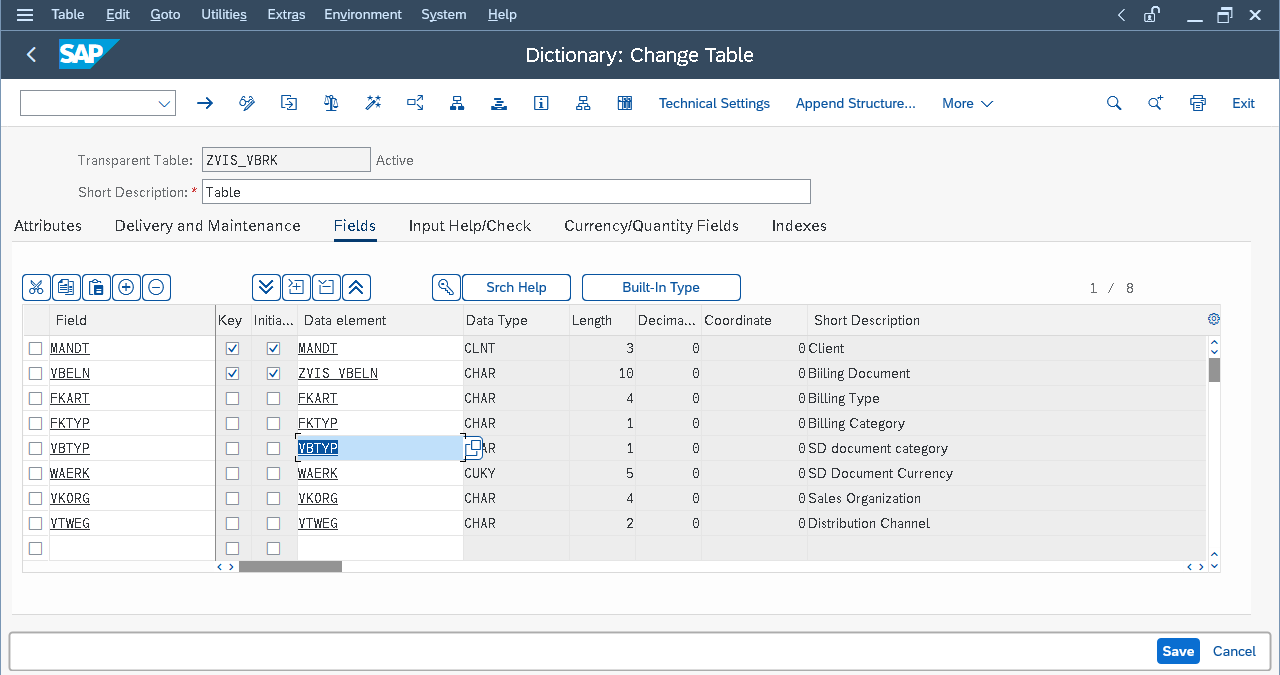 Table Edit Goto Utilities Extras Environment System Help
SAP Dictionary: Change Table
Technical Settings Append Structure... More Exit
Transparent Table: ZVIS_VBRK Active
Short Description: * Table
Attributes Delivery and Maintenance Fields Input Help/Check Currency/Quantity Fields Indexes
Srch Help Built-In Type 1 / 8
Field Key Initia... Data element Data Type Length Decima... Coordinate Short Description
MANDT MANDT CLNT 3 0 0 Client
VBELN ZVIS_VBELN CHAR 10 0 0 Biiling Document
FKART FKART CHAR 4 0 0 Billing Type
FKTYP FKTYP CHAR 1 0 0 Billing Category
VBTYP VBTYP AR 1 0 0 SD document category
WAERK WAERK CUKY 5 0 0 SD Document Currency
VKORG VKORG CHAR 4 0 0 Sales Organization
VTWEG VTWEG CHAR 2 0 0 Distribution Channel
Save Cancel